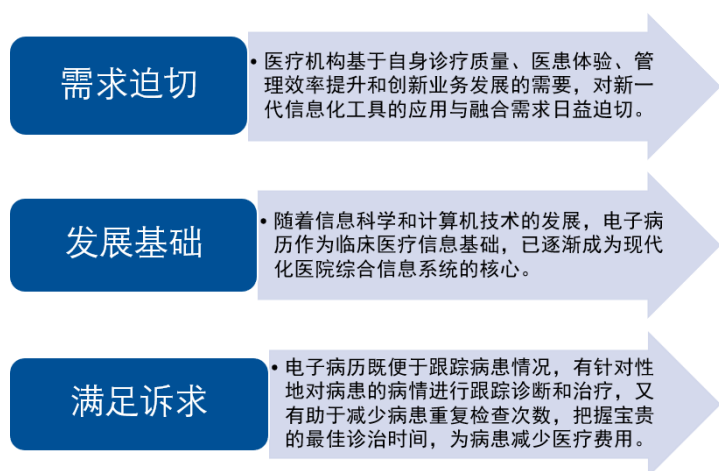 需求迫切
• 医疗机构基于自身诊疗质量、医患体验、管
理效率提升和创新业务发展的需要，对新一
代信息化工具的应用与融合需求日益迫切。
发展基础
• 随着信息科学和计算机技术的发展，电子病
历作为临床医疗信息基础，已逐渐成为现代
化医院综合信息系统的核心。
满足诉求
• 电子病历既便于跟踪病患情况，有针对性
地对病患的病情进行跟踪诊断和治疗，又
有助于减少病患重复检查次数，把握宝贵
的最佳诊治时间，为病患减少医疗费用。